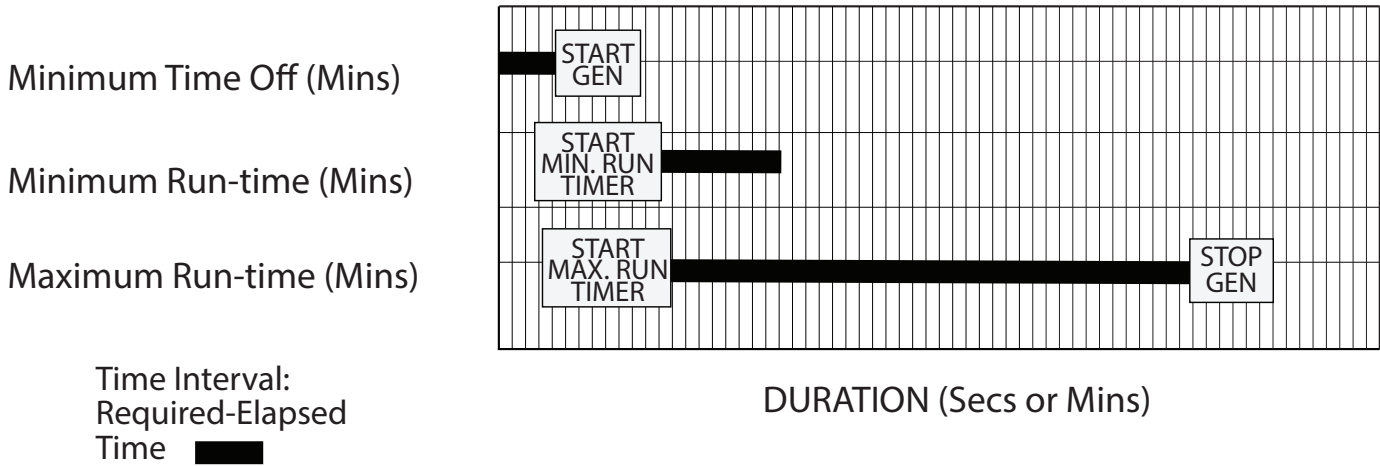 Minimum Time Off (Mins)
START
GEN
Minimum Run-time (Mins)
START
MIN. RUN
TIMER
Maximum Run-time (Mins)
START
MAX. RUN
TIMER
STOP
GEN
Time Interval:
Required-Elapsed
Time
DURATION (Secs or Mins)